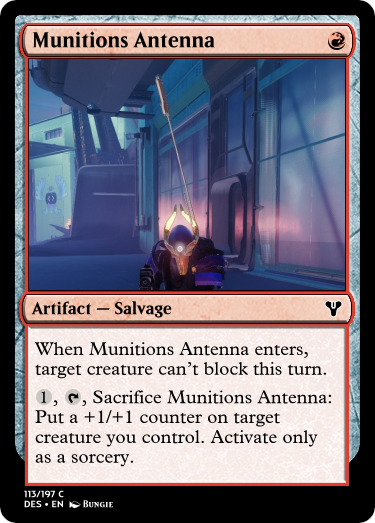 Munitions Antenna
Artifact — Salvage
When Munitions Antenna enters,
target creature can't block this turn.
1, Sacrifice Munitions Antenna:
Put a +1/+1 counter on target
creature you control. Activate only
as a sorcery.
113/197 C
DES • EN Bungie